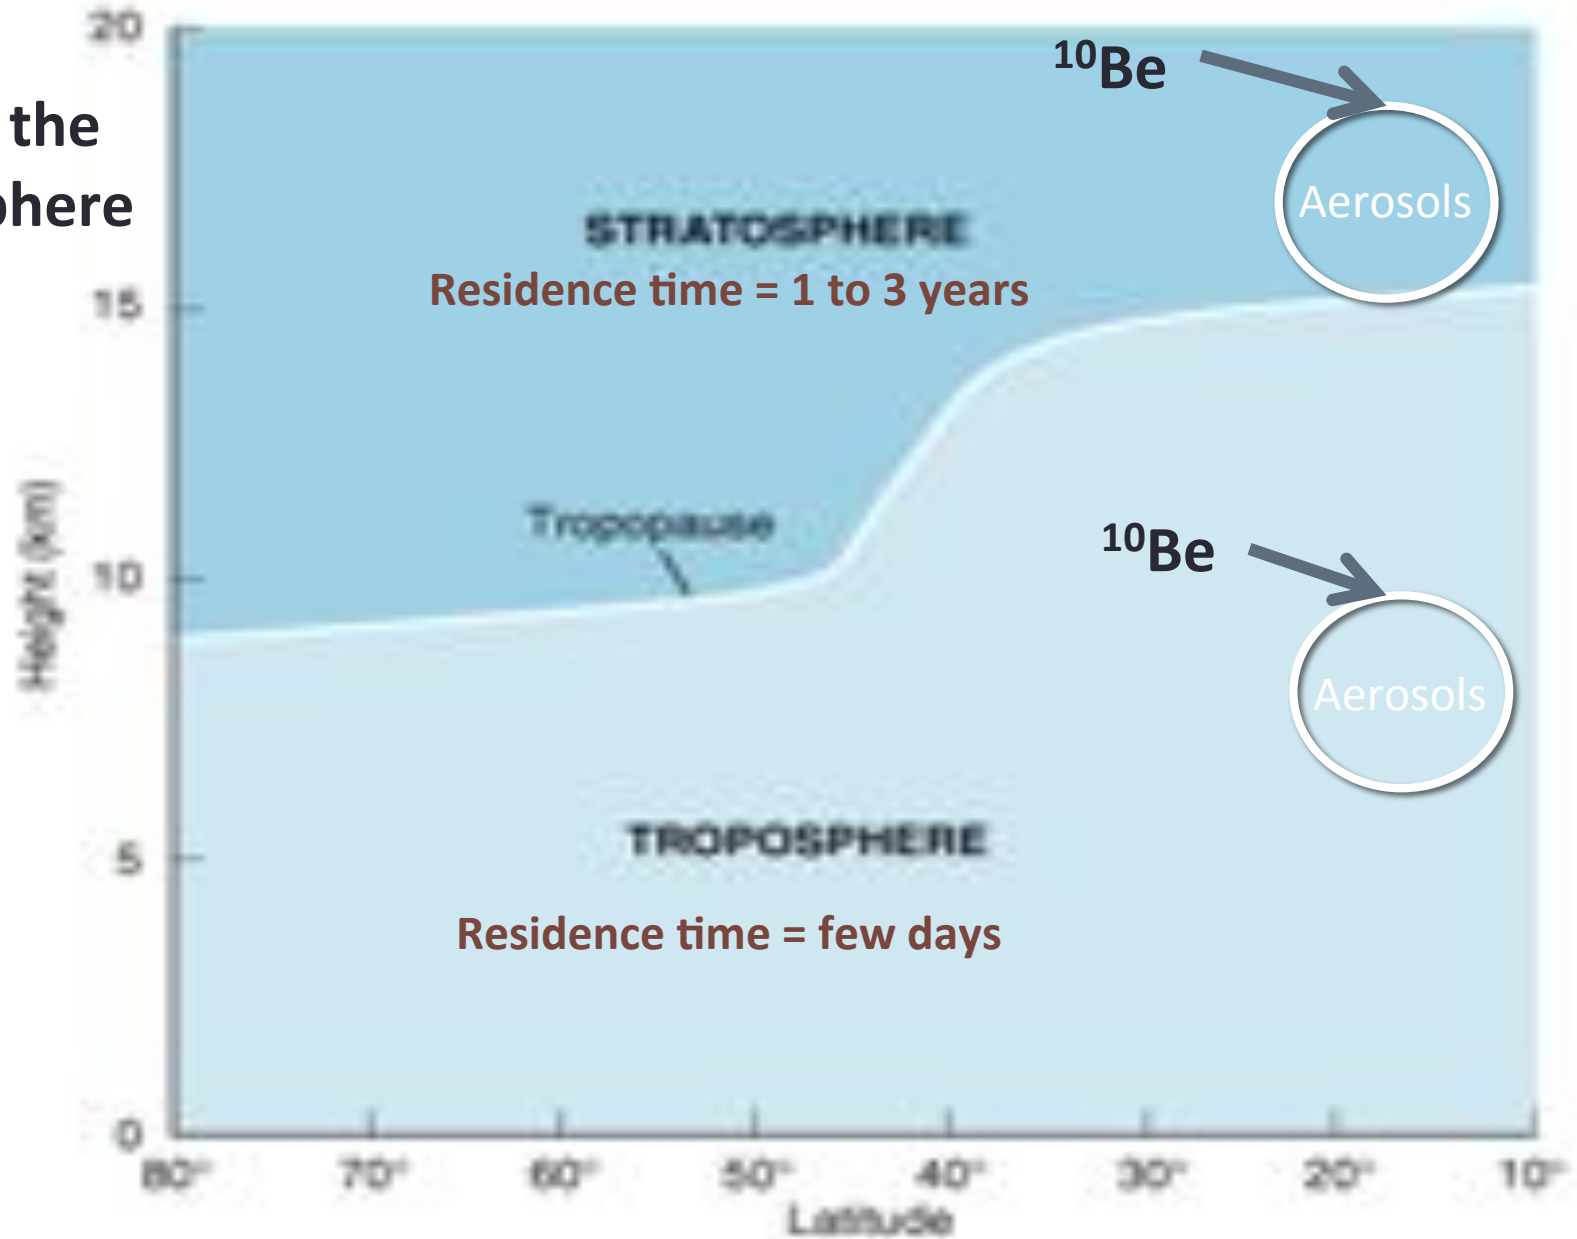 20
¹⁰Be
the
phere
Aerosols
STRATOSPHERE
Residence time = 1 to 3 years
15
Tropopause
¹⁰Be
10
Height (km)
Aerosols
TROPOSPHERE
5
Residence time = few days
0
80° 70° 60° 50° 40° 30° 20° 10°
Latitude